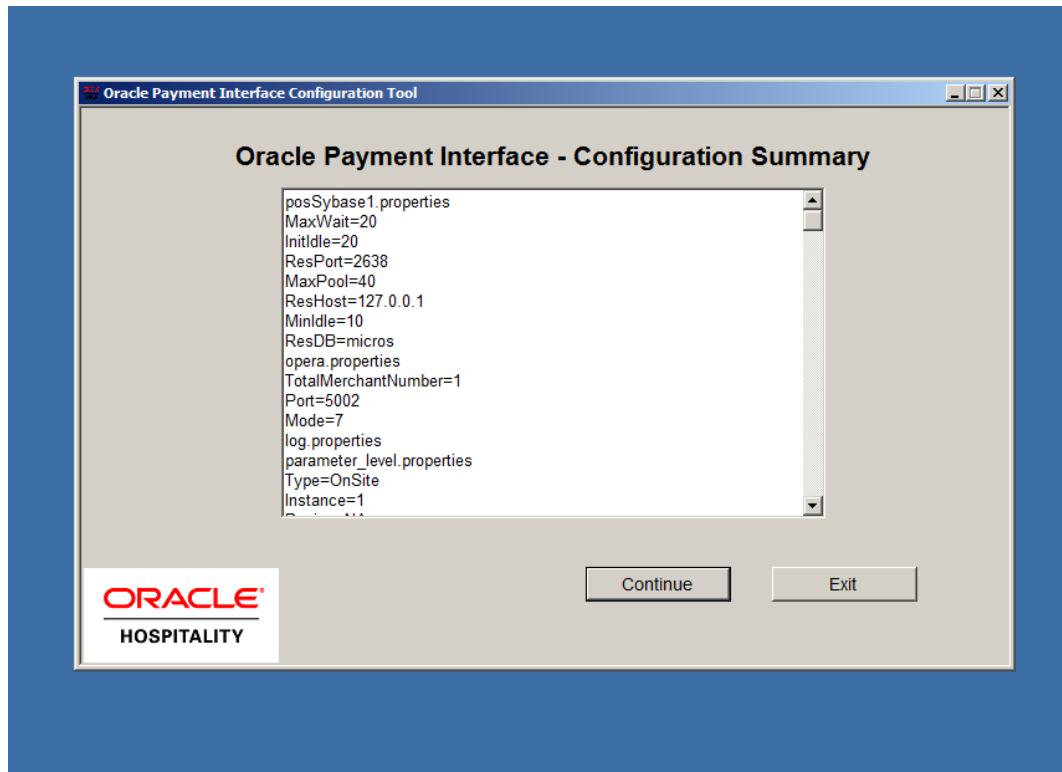 Oracle Payment Interface Configuration Tool
Oracle Payment Interface - Configuration Summary
posSybase1.properties
MaxWait=20
InitIdle=20
ResPort=2638
MaxPool=40
ResHost=127.0.0.1
MinIdle=10
ResDB=micros
opera.properties
TotalMerchantNumber=1
Port=5002
Mode=7
log.properties
parameter_level.properties
Type=OnSite
Instance=1
Continue
Exit
ORACLE
HOSPITALITY